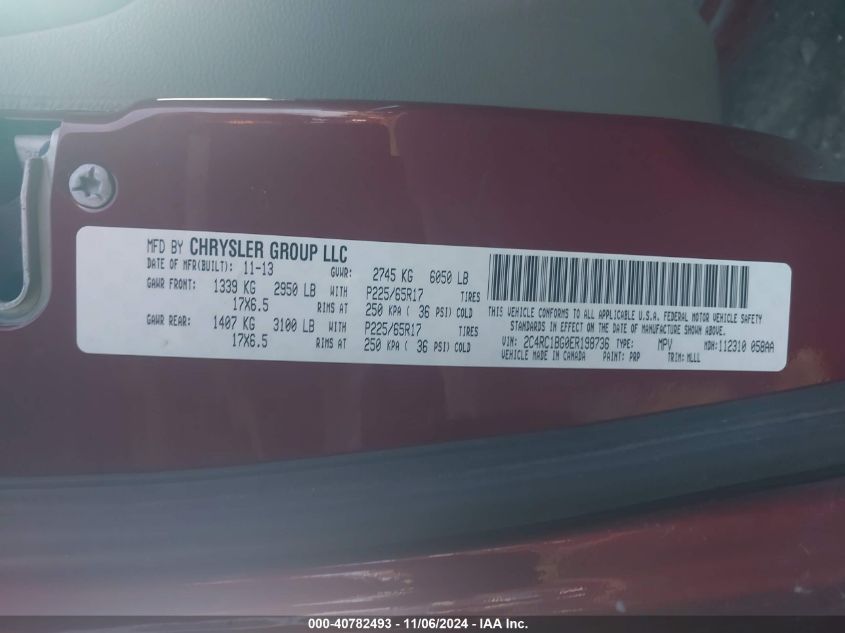 MFD BY CHRYSLER GROUP LLC
DATE OF MFR(BUILT): 11-13 GVWR: 2745 KG 6050 LB
GAWR FRONT: 1339 KG 2950 LB WITH P225/65R17 TIRES
17X6.5 RIMS AT 250 KPA ( 36 PSI) COLD
GAWR REAR: 1407 KG 3100 LB WITH P225/65R17 TIRES
17X6.5 RIMS AT 250 KPA ( 36 PSI) COLD
THIS VEHICLE CONFORMS TO ALL APPLICABLE U.S.A. FEDERAL MOTOR VEHICLE SAFETY
STANDARDS IN EFFECT ON THE DATE OF MANUFACTURE SHOWN ABOVE.
VIN: 2C4RC1BG0ER198736 TYPE: MPV MDH: 112310 058AA
VEHICLE MADE IN CANADA PAINT: PRP TRIM: MLLL
000-40782493 - 11/06/2024 - IAA Inc.